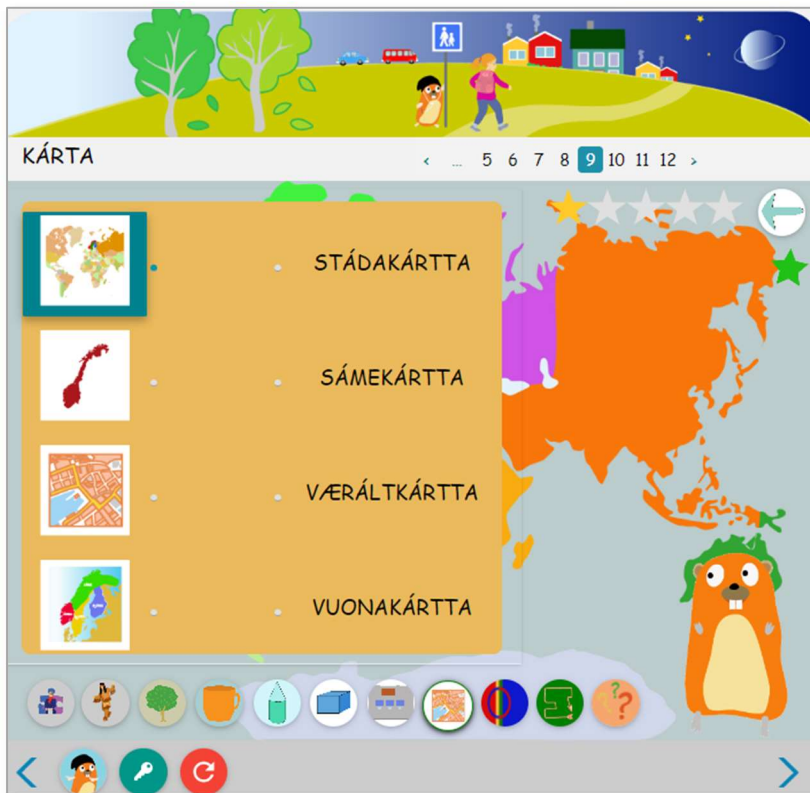 KÁRTA
‹ ... 5 6 7 8 9 10 11 12 ›
STÁDAKÁRTTA
SÁMEKÁRTTA
VÆRÁLTKÁRTTA
VUONAKÁRTTA
? ? ?